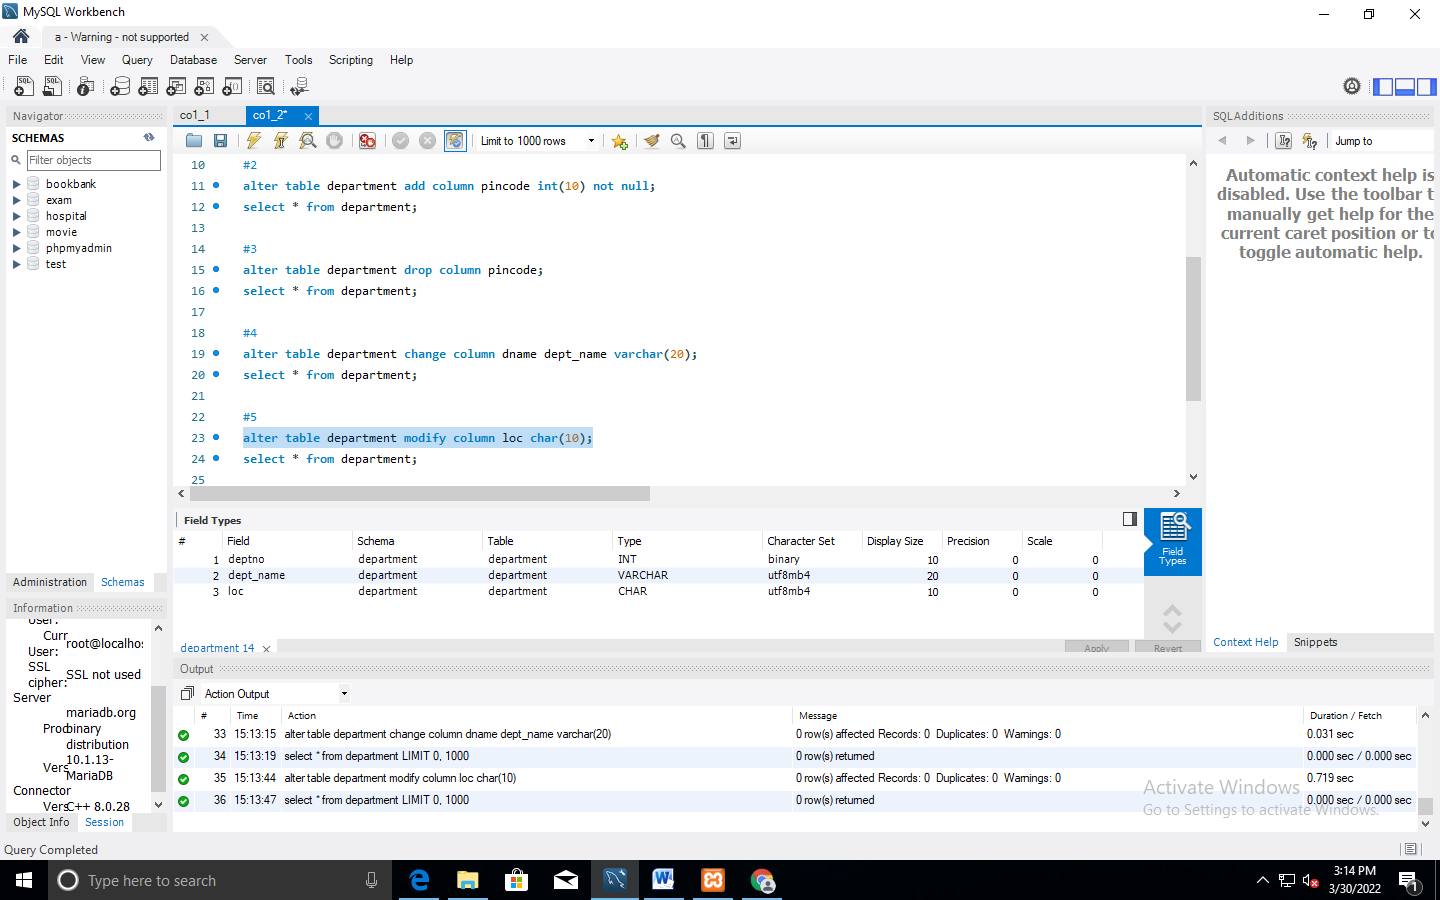 MySQL Workbench
a - Warning - not supported
File Edit View Query Database Server Tools Scripting Help
Navigator
SCHEMAS
Filter objects
bookbank
exam
hospital
movie
phpmyadmin
test
Administration Schemas
Information
User:
Curr
User: root@localhos
SSL
cipher: SSL not used
Server
mariadb.org
Prod binary
distribution
10.1.13-
Vers MariaDB
Connector
Vers C++ 8.0.28
Object Info Session
Query Completed
co1_1 co1_2*
Limit to 1000 rows
10 #2
11 alter table department add column pincode int(10) not null;
12 select * from department;
13
14 #3
15 alter table department drop column pincode;
16 select * from department;
17
18 #4
19 alter table department change column dname dept_name varchar(20);
20 select * from department;
21
22 #5
23 alter table department modify column loc char(10);
24 select * from department;
25
Field Types
# Field Schema Table Type Character Set Display Size Precision Scale
1 deptno department department INT binary 10 0 0
2 dept_name department department VARCHAR utf8mb4 20 0 0
3 loc department department CHAR utf8mb4 10 0 0
Field
Types
department 14 Apply Revert
SQLAdditions
Jump to
Automatic context help is
disabled. Use the toolbar t
manually get help for the
current caret position or to
toggle automatic help.
Context Help Snippets
Output
Action Output
# Time Action Message Duration / Fetch
33 15:13:15 alter table department change column dname dept_name varchar(20) 0 row(s) affected Records: 0 Duplicates: 0 Warnings: 0 0.031 sec
34 15:13:19 select * from department LIMIT 0, 1000 0 row(s) returned 0.000 sec / 0.000 sec
35 15:13:44 alter table department modify column loc char(10) 0 row(s) affected Records: 0 Duplicates: 0 Warnings: 0 0.719 sec
36 15:13:47 select * from department LIMIT 0, 1000 0 row(s) returned 0.000 sec / 0.000 sec
Activate Windows
Go to Settings to activate Windows.
Type here to search
3:14 PM
3/30/2022
1